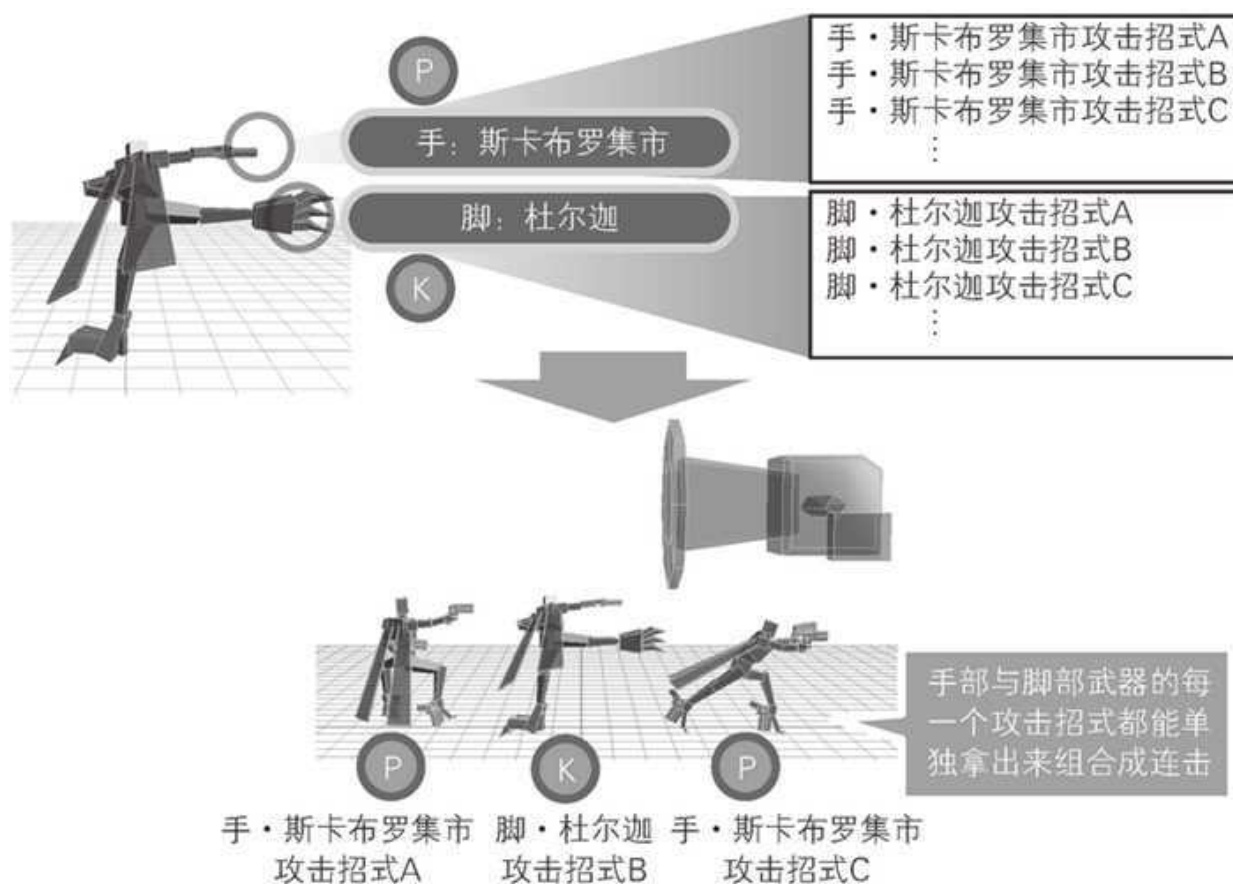 P
手：斯卡布罗集市
脚：杜尔迦
K
手・斯卡布罗集市攻击招式A
手・斯卡布罗集市攻击招式B
手・斯卡布罗集市攻击招式C
⋮
脚・杜尔迦攻击招式A
脚・杜尔迦攻击招式B
脚・杜尔迦攻击招式C
⋮
手部与脚部武器的每
一个攻击招式都能单
独拿出来组合成连击
P
K
P
手・斯卡布罗集市
攻击招式A
脚・杜尔迦
攻击招式B
手・斯卡布罗集市
攻击招式C